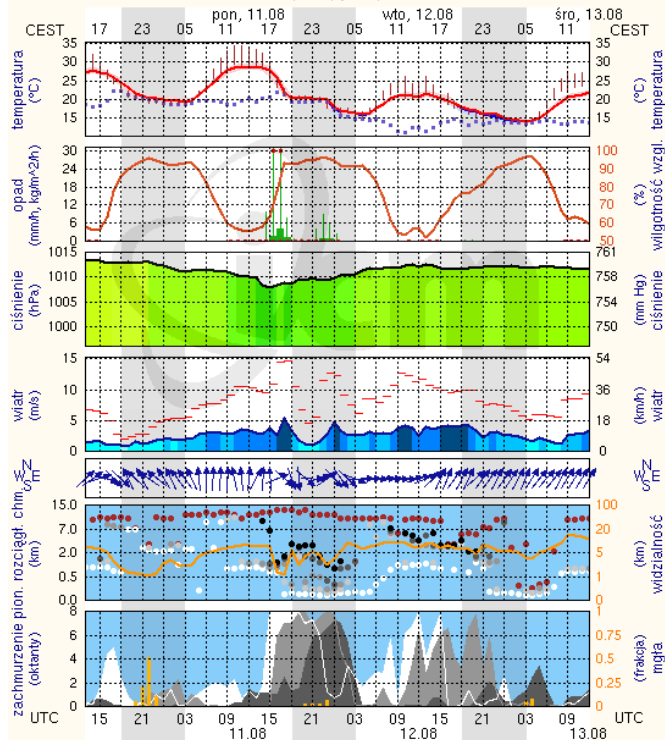 pon, 11.08 wto, 12.08 śro, 13.08
CEST 17 23 05 11 17 23 05 11 17 23 05 11 CEST
35 30 25 20 15
temperatura (°C)
35 30 25 20 15
temperatura (°C)
30 24 18 12 6 0
opad (mm/h, kg/m^2/h)
100 90 80 70 60 50
wilgotność wzgl. (%)
1015 1010 1005 1000
ciśnienie (hPa)
761 758 754 750
ciśnienie (mm Hg)
15 10 5 0
wiatr (m/s)
54 36 18 0
wiatr (km/h)
N W E S
N W E S
15.0 7.0 2.0 0.5 0.0
pion. rozciągł. chm. (km)
100 20 5 1 0
widzialność (km)
8 6 4 2 0
zachmurzenie (oktanty)
1 0.75 0.5 0.25 0
(frakcja) mgła
UTC 15 21 03 09 15 21 03 09 15 21 03 09 UTC
11.08 12.08 13.08